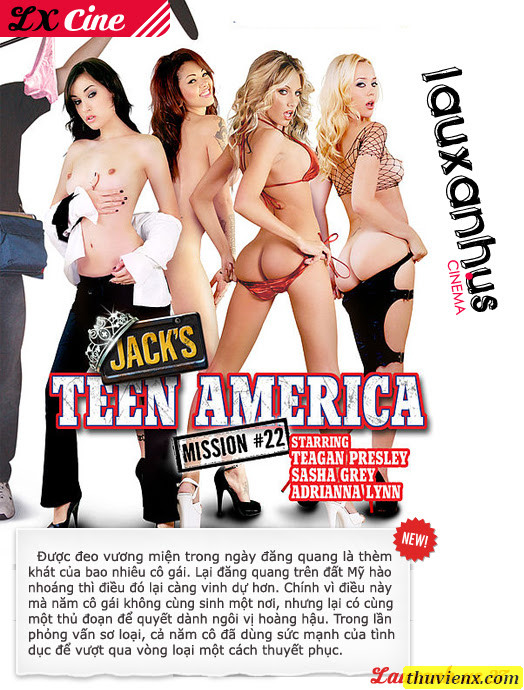 LX Cine
lauxanhus
CINEMA
JACK'S
TEEN AMERICA
MISSION #22
STARRING
TEAGAN PRESLEY
SASHA GREY
ADRIANNA LYNN
NEW!
Được đeo vương miện trong ngày đăng quang là thèm
khát của bao nhiêu cô gái. Lại đăng quang trên đất Mỹ hào
nhoáng thì điều đó lại càng vinh dự hơn. Chính vì điều này
mà năm cô gái không cùng sinh một nơi, nhưng lại có cùng
một thủ đoạn để quyết dành ngôi vị hoàng hậu. Trong lần
phỏng vấn sơ loại, cả năm cô đã dùng sức mạnh của tình
dục để vượt qua vòng loại một cách thuyết phục.
thuvienx.com